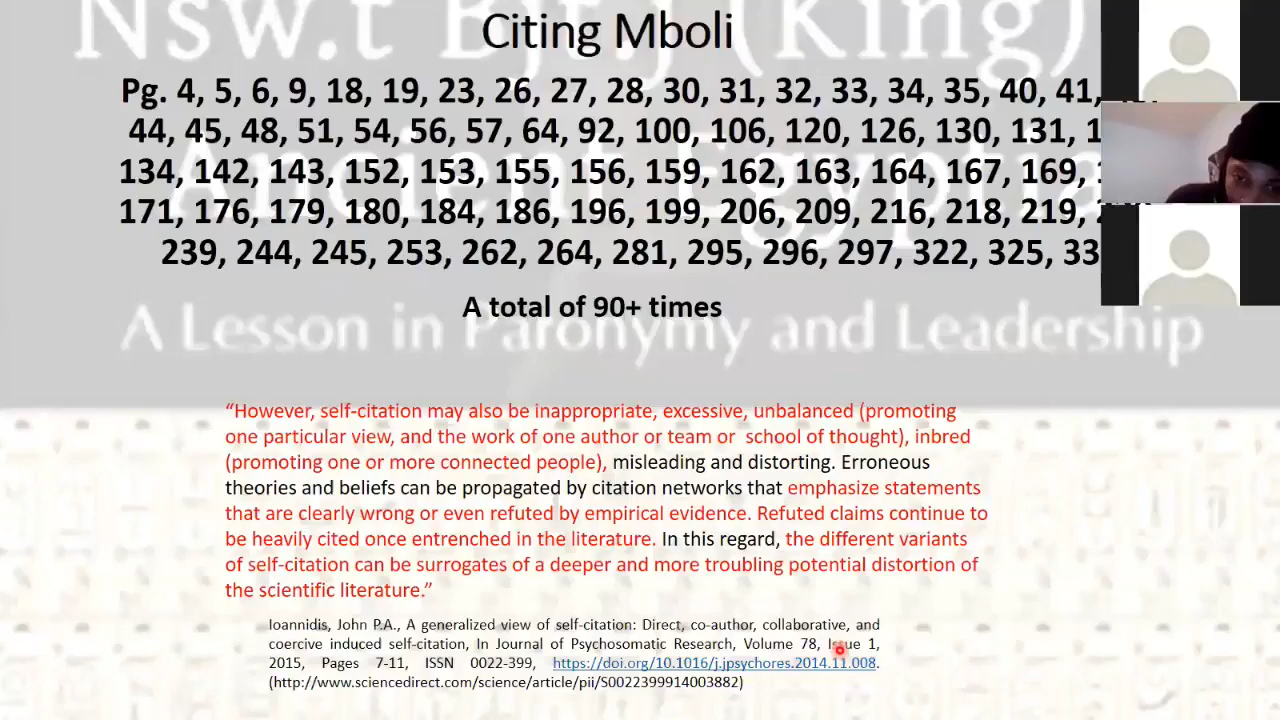 Nsw.t Bjt.j (King)
Citing Mboli
Pg. 4, 5, 6, 9, 18, 19, 23, 26, 27, 28, 30, 31, 32, 33, 34, 35, 40, 41,
44, 45, 48, 51, 54, 56, 57, 64, 92, 100, 106, 120, 126, 130, 131,
Ancient Egyptia
134, 142, 143, 152, 153, 155, 156, 159, 162, 163, 164, 167, 169,
171, 176, 179, 180, 184, 186, 196, 199, 206, 209, 216, 218, 219,
239, 244, 245, 253, 262, 264, 281, 295, 296, 297, 322, 325,
A total of 90+ times
A Lesson in Paronymy and Leadership
“However, self-citation may also be inappropriate, excessive, unbalanced (promoting
one particular view, and the work of one author or team or school of thought), inbred
(promoting one or more connected people), misleading and distorting. Erroneous
theories and beliefs can be propagated by citation networks that emphasize statements
that are clearly wrong or even refuted by empirical evidence. Refuted claims continue to
be heavily cited once entrenched in the literature. In this regard, the different variants
of self-citation can be surrogates of a deeper and more troubling potential distortion of
the scientific literature.”
Ioannidis, John P.A., A generalized view of self-citation: Direct, co-author, collaborative, and
coercive induced self-citation, In Journal of Psychosomatic Research, Volume 78, Issue 1,
2015, Pages 7-11, ISSN 0022-399, https://doi.org/10.1016/j.jpsychores.2014.11.008.
(http://www.sciencedirect.com/science/article/pii/S0022399914003882)